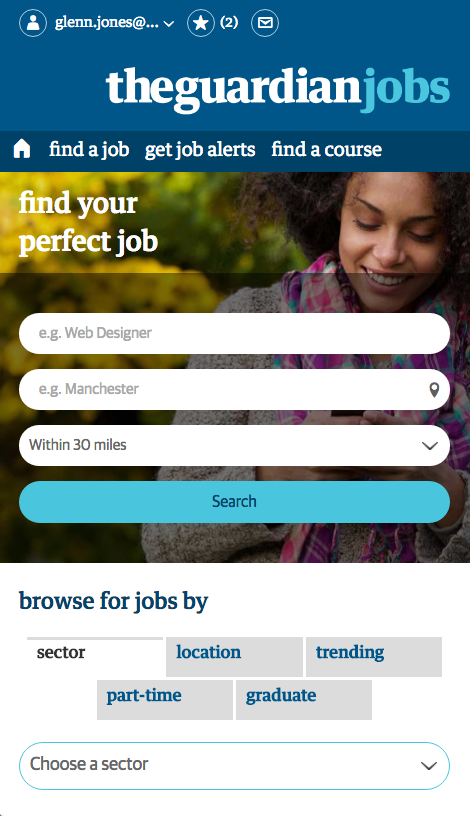 glenn.jones@... (2)
theguardianjobs
find a job get job alerts find a course
find your
perfect job
e.g. Web Designer
e.g. Manchester
Within 30 miles
Search
browse for jobs by
sector location trending
part-time graduate
Choose a sector